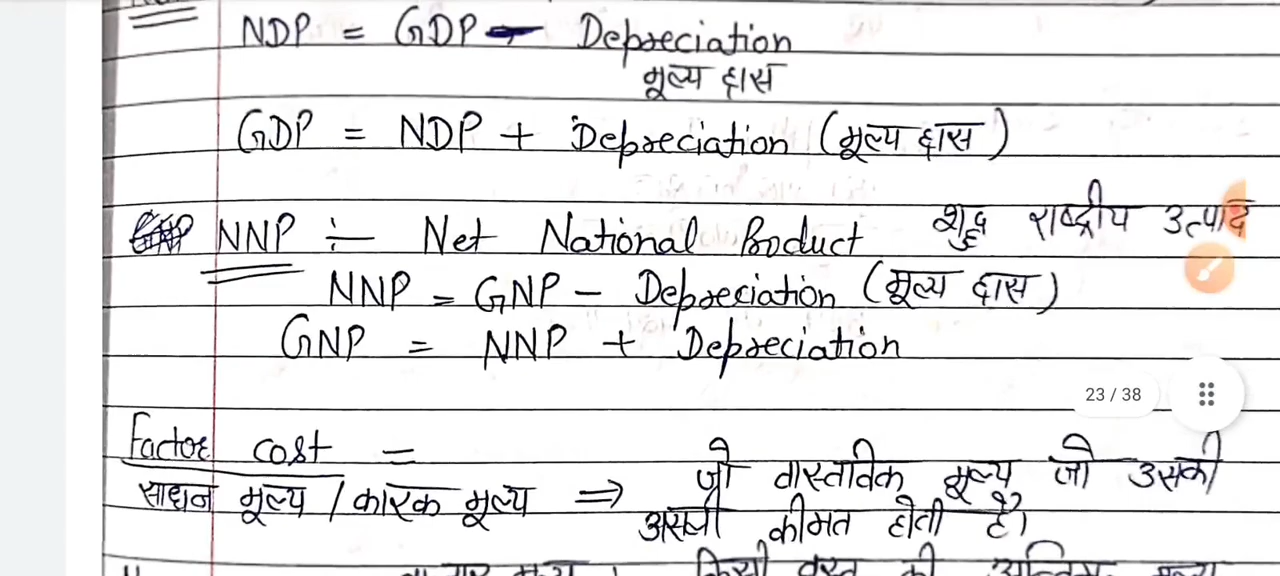 NDP = GDP - Depreciation
मूल्य ह्रास
GDP = NDP + Depreciation (मूल्य ह्रास)
NNP ÷ Net National Product शुद्ध राष्ट्रीय उत्पाद
NNP = GNP - Depreciation (मूल्य ह्रास)
GNP = NNP + Depreciation
23 / 38
Factor cost =
साधन मूल्य / कारक मूल्य ⇒ जो वास्तविक मूल्य जो उसकी
असली कीमत होती है।